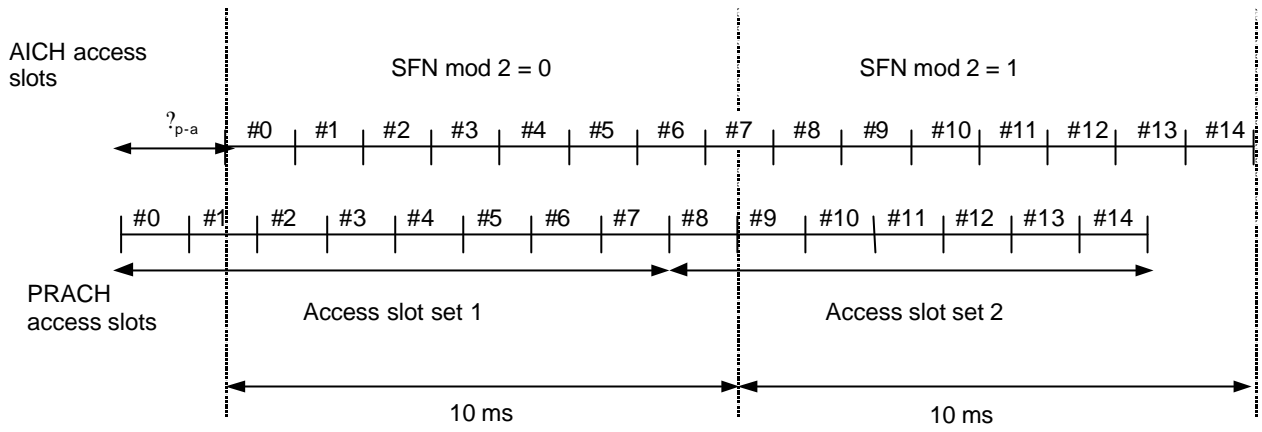 AICH access
slots
SFN mod 2 = 0
SFN mod 2 = 1
?p-a
#0 #1 #2 #3 #4 #5 #6 #7 #8 #9 #10 #11 #12 #13 #14
#0 #1 #2 #3 #4 #5 #6 #7 #8 #9 #10 #11 #12 #13 #14
PRACH
access slots
Access slot set 1
Access slot set 2
10 ms
10 ms